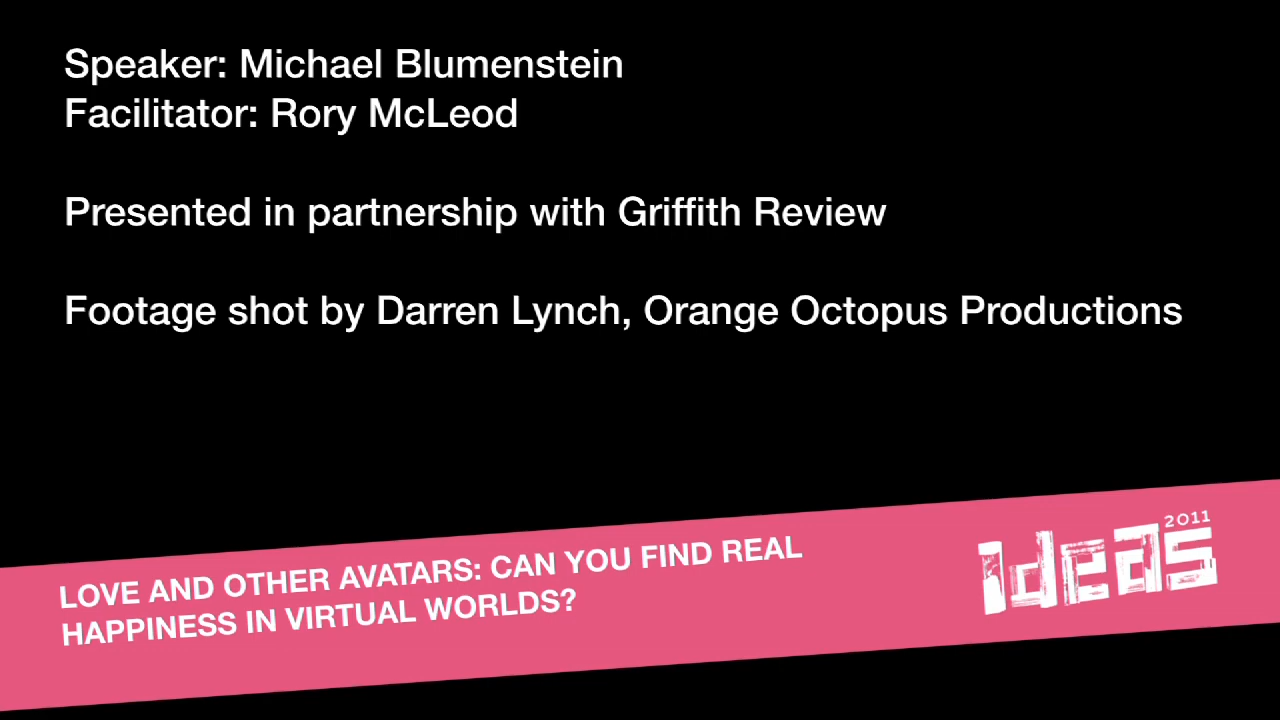 Speaker: Michael Blumenstein
Facilitator: Rory McLeod
Presented in partnership with Griffith Review
Footage shot by Darren Lynch, Orange Octopus Productions
LOVE AND OTHER AVATARS: CAN YOU FIND REAL
HAPPINESS IN VIRTUAL WORLDS?
2011
Ideas